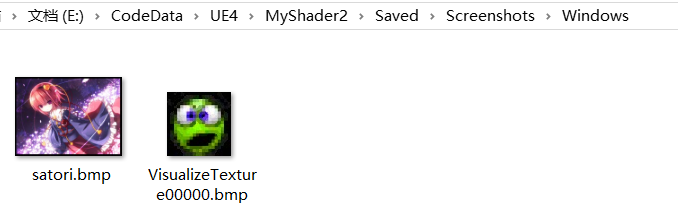 文档 (E:) › CodeData › UE4 › MyShader2 › Saved › Screenshots › Windows
satori.bmp
VisualizeTextur
e00000.bmp